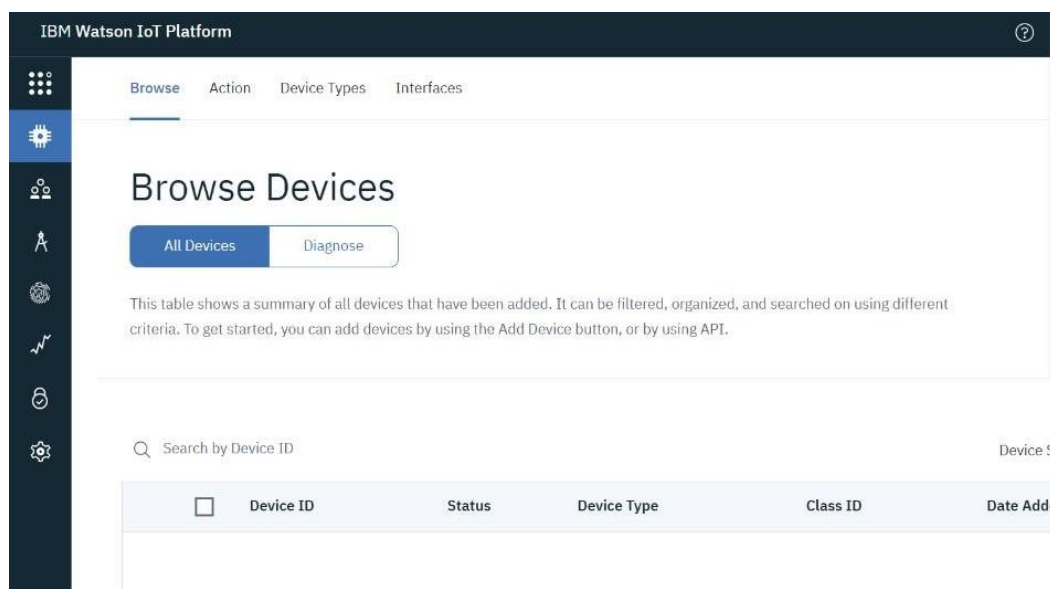 IBM Watson IoT Platform
Browse Action Device Types Interfaces
Browse Devices
All Devices Diagnose
This table shows a summary of all devices that have been added. It can be filtered, organized, and searched on using different
criteria. To get started, you can add devices by using the Add Device button, or by using API.
Search by Device ID Device S
Device ID Status Device Type Class ID Date Add